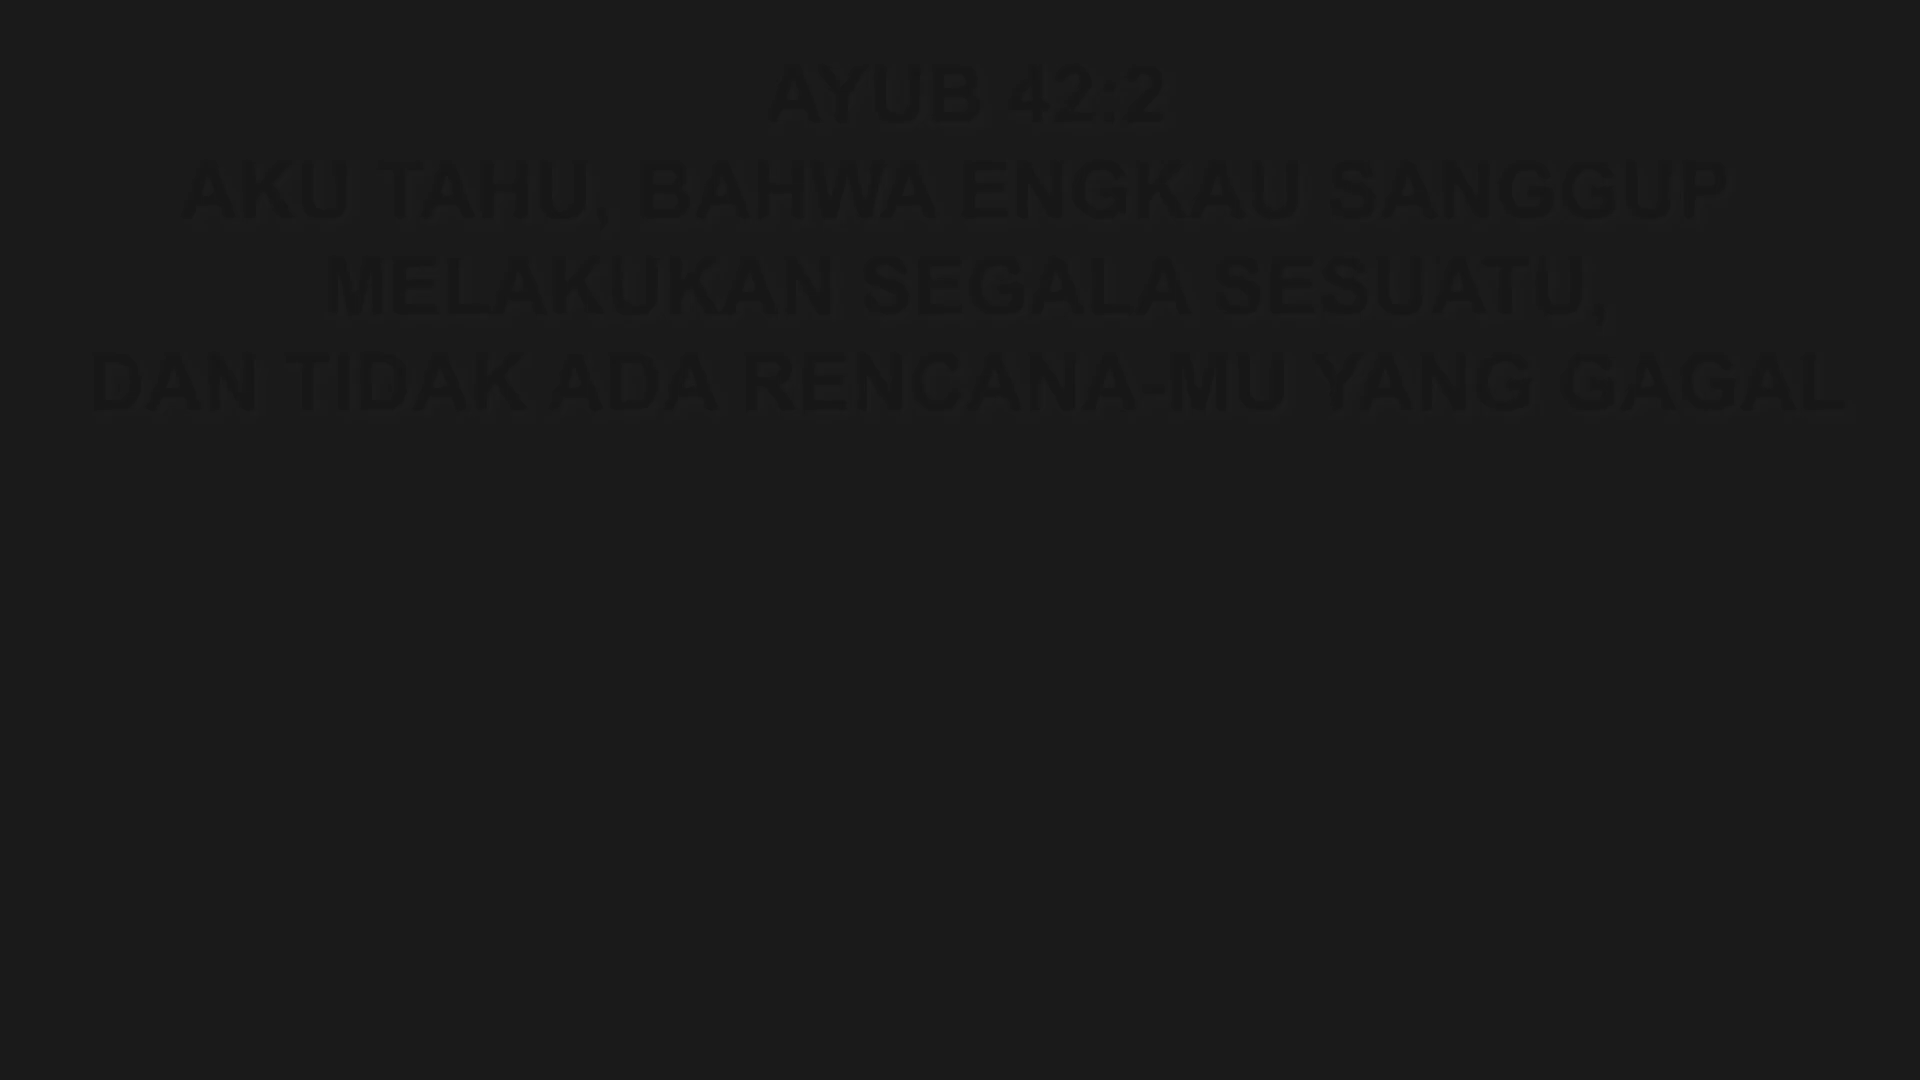 AYUB 42:2
AKU TAHU, BAHWA ENGKAU SANGGUP
MELAKUKAN SEGALA SESUATU,
DAN TIDAK ADA RENCANA-MU YANG GAGAL